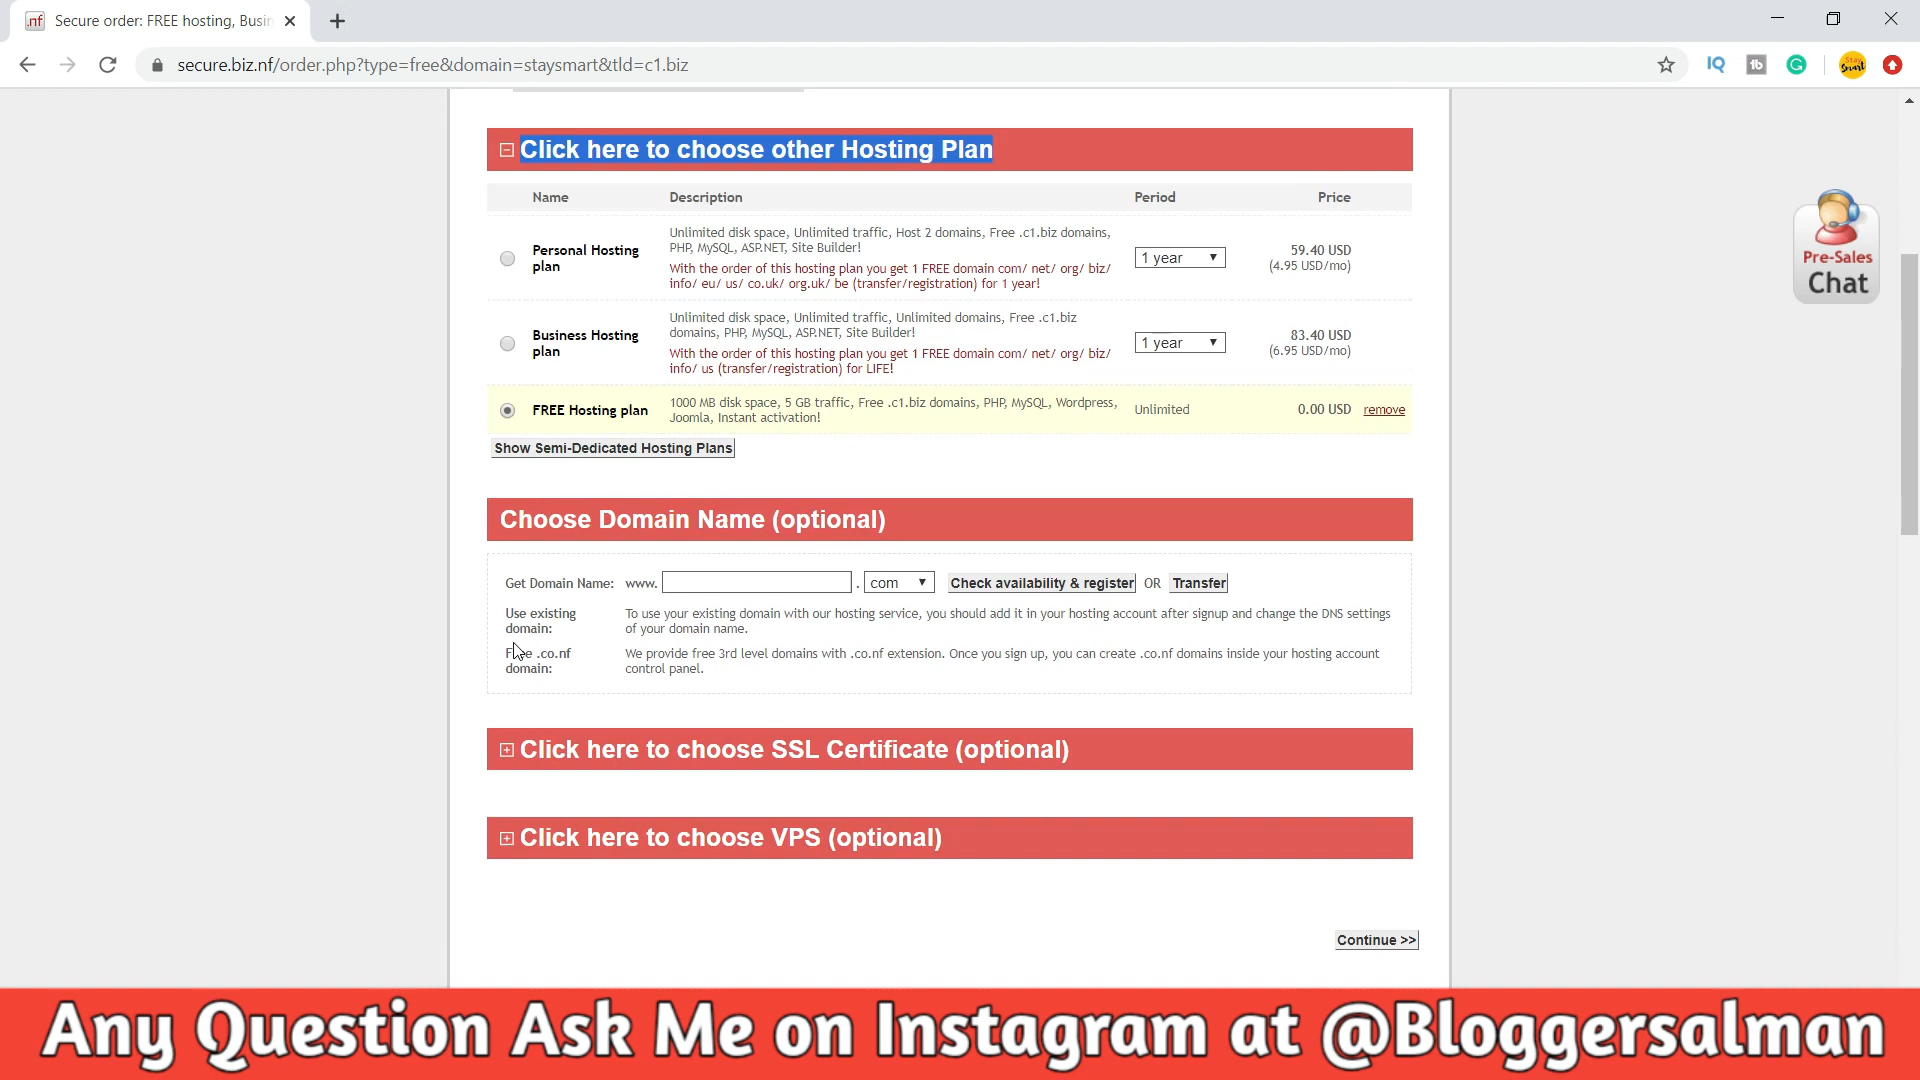 .nf Secure order: FREE hosting, Busin
secure.biz.nf/order.php?type=free&domain=staysmart&tld=c1.biz
Click here to choose other Hosting Plan
Name Description Period Price
Personal Hosting plan
Unlimited disk space, Unlimited traffic, Host 2 domains, Free .c1.biz domains,
PHP, MySQL, ASP.NET, Site Builder!
With the order of this hosting plan you get 1 FREE domain com/ net/ org/ biz/
info/ eu/ us/ co.uk/ org.uk/ be (transfer/registration) for 1 year!
1 year
59.40 USD
(4.95 USD/mo)
Business Hosting plan
Unlimited disk space, Unlimited traffic, Unlimited domains, Free .c1.biz
domains, PHP, MySQL, ASP.NET, Site Builder!
With the order of this hosting plan you get 1 FREE domain com/ net/ org/ biz/
info/ us (transfer/registration) for LIFE!
1 year
83.40 USD
(6.95 USD/mo)
FREE Hosting plan
1000 MB disk space, 5 GB traffic, Free .c1.biz domains, PHP, MySQL, Wordpress,
Joomla, Instant activation!
Unlimited
0.00 USD remove
Show Semi-Dedicated Hosting Plans
Choose Domain Name (optional)
Get Domain Name: www. . com Check availability & register OR Transfer
Use existing
domain:
To use your existing domain with our hosting service, you should add it in your hosting account after signup and change the DNS settings
of your domain name.
Free .co.nf
domain:
We provide free 3rd level domains with .co.nf extension. Once you sign up, you can create .co.nf domains inside your hosting account
control panel.
Click here to choose SSL Certificate (optional)
Click here to choose VPS (optional)
Continue >>
Pre-Sales
Chat
Any Question Ask Me on Instagram at @Bloggersalman